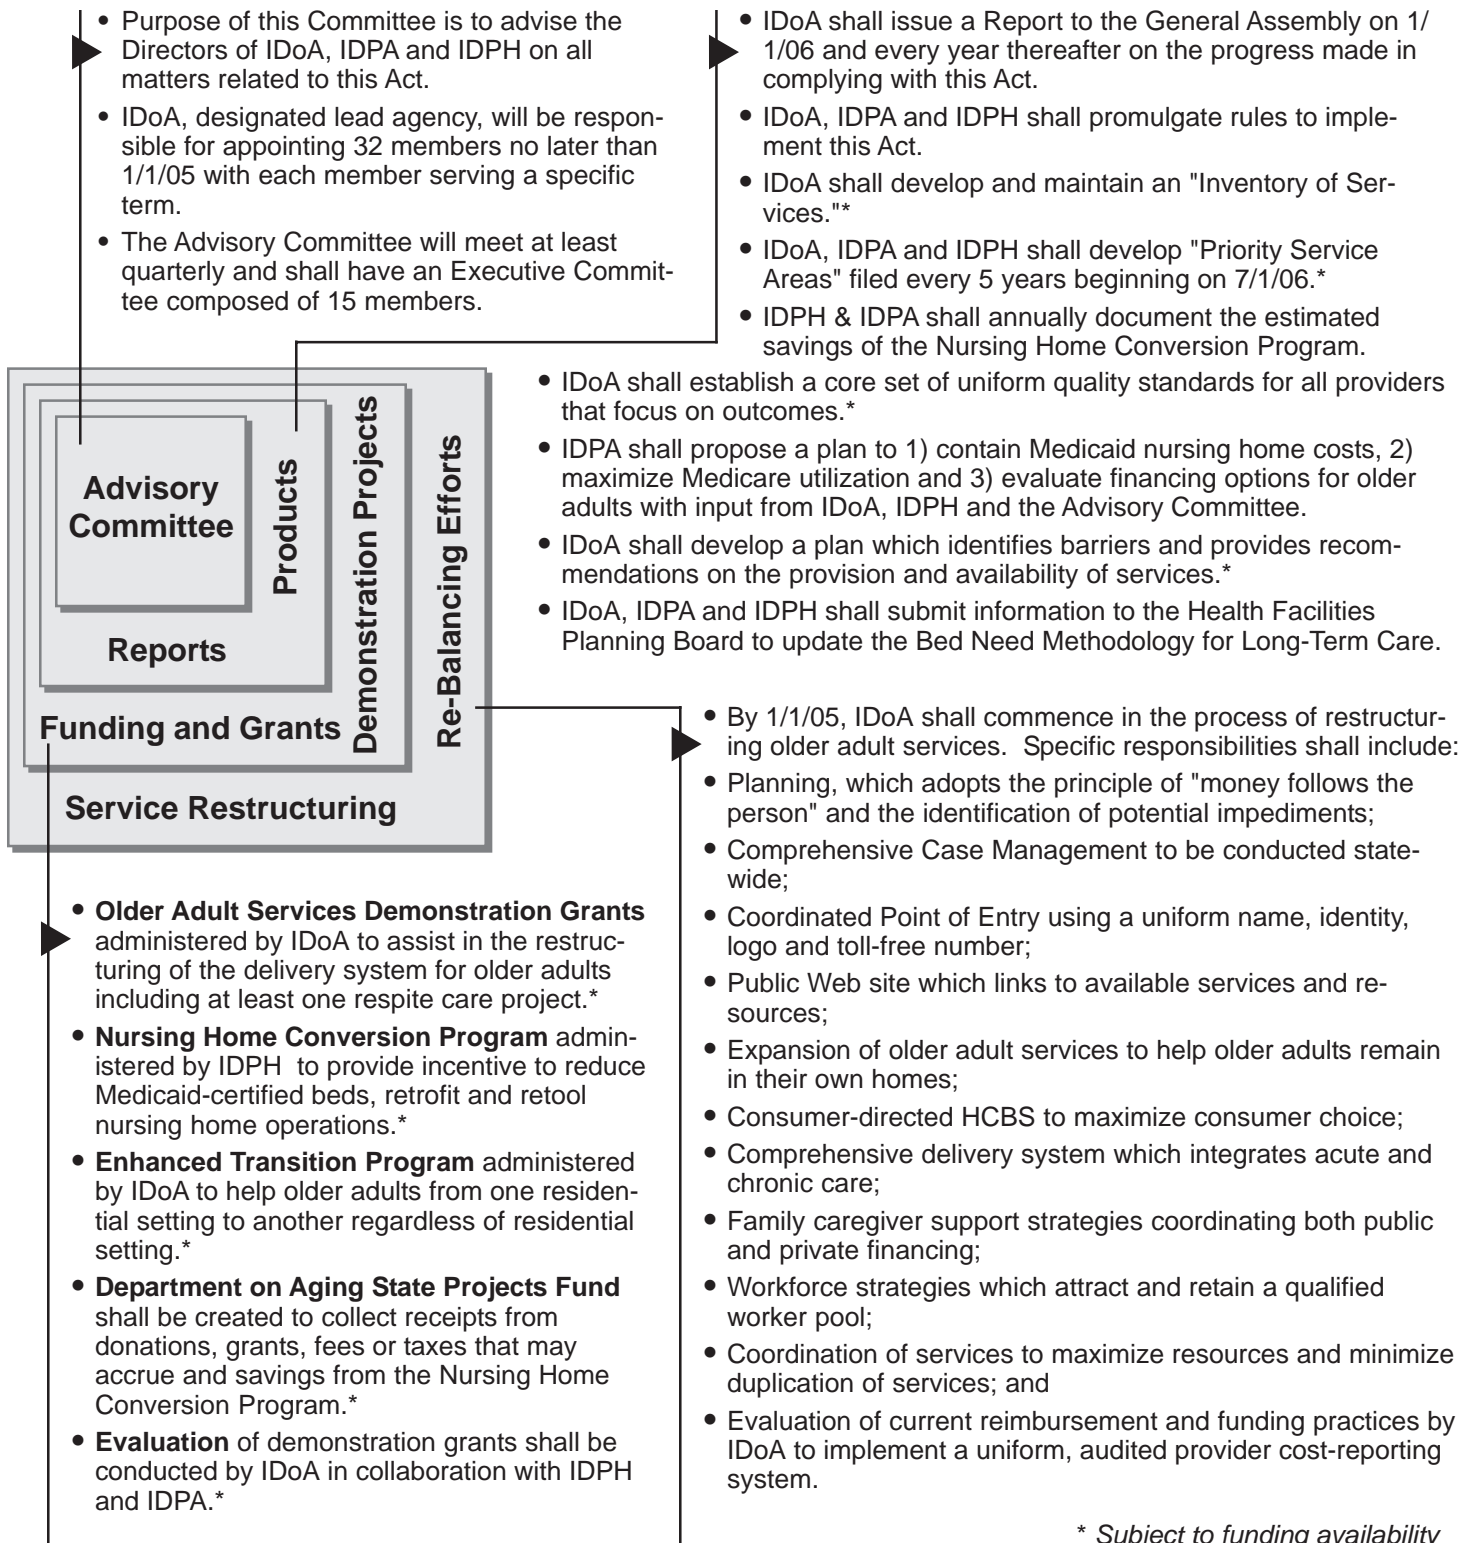 • Purpose of this Committee is to advise the
Directors of IDoA, IDPA and IDPH on all
matters related to this Act.
• IDoA, designated lead agency, will be respon-
sible for appointing 32 members no later than
1/1/05 with each member serving a specific
term.
• The Advisory Committee will meet at least
quarterly and shall have an Executive Commit-
tee composed of 15 members.
• IDoA shall issue a Report to the General Assembly on 1/
1/06 and every year thereafter on the progress made in
complying with this Act.
• IDoA, IDPA and IDPH shall promulgate rules to imple-
ment this Act.
• IDoA shall develop and maintain an "Inventory of Ser-
vices."*
• IDoA, IDPA and IDPH shall develop "Priority Service
Areas" filed every 5 years beginning on 7/1/06.*
• IDPH & IDPA shall annually document the estimated
savings of the Nursing Home Conversion Program.
• IDoA shall establish a core set of uniform quality standards for all providers
that focus on outcomes.*
• IDPA shall propose a plan to 1) contain Medicaid nursing home costs, 2)
maximize Medicare utilization and 3) evaluate financing options for older
adults with input from IDoA, IDPH and the Advisory Committee.
• IDoA shall develop a plan which identifies barriers and provides recom-
mendations on the provision and availability of services.*
• IDoA, IDPA and IDPH shall submit information to the Health Facilities
Planning Board to update the Bed Need Methodology for Long-Term Care.
Advisory
Committee
Products
Reports
Demonstration Projects
Funding and Grants
Re-Balancing Efforts
Service Restructuring
• Older Adult Services Demonstration Grants
administered by IDoA to assist in the restruc-
turing of the delivery system for older adults
including at least one respite care project.*
• Nursing Home Conversion Program admin-
istered by IDPH to provide incentive to reduce
Medicaid-certified beds, retrofit and retool
nursing home operations.*
• Enhanced Transition Program administered
by IDoA to help older adults from one residen-
tial setting to another regardless of residential
setting.*
• Department on Aging State Projects Fund
shall be created to collect receipts from
donations, grants, fees or taxes that may
accrue and savings from the Nursing Home
Conversion Program.*
• Evaluation of demonstration grants shall be
conducted by IDoA in collaboration with IDPH
and IDPA.*
• By 1/1/05, IDoA shall commence in the process of restructur-
ing older adult services. Specific responsibilities shall include:
• Planning, which adopts the principle of "money follows the
person" and the identification of potential impediments;
• Comprehensive Case Management to be conducted state-
wide;
• Coordinated Point of Entry using a uniform name, identity,
logo and toll-free number;
• Public Web site which links to available services and re-
sources;
• Expansion of older adult services to help older adults remain
in their own homes;
• Consumer-directed HCBS to maximize consumer choice;
• Comprehensive delivery system which integrates acute and
chronic care;
• Family caregiver support strategies coordinating both public
and private financing;
• Workforce strategies which attract and retain a qualified
worker pool;
• Coordination of services to maximize resources and minimize
duplication of services; and
• Evaluation of current reimbursement and funding practices by
IDoA to implement a uniform, audited provider cost-reporting
system.
* Subject to funding availability